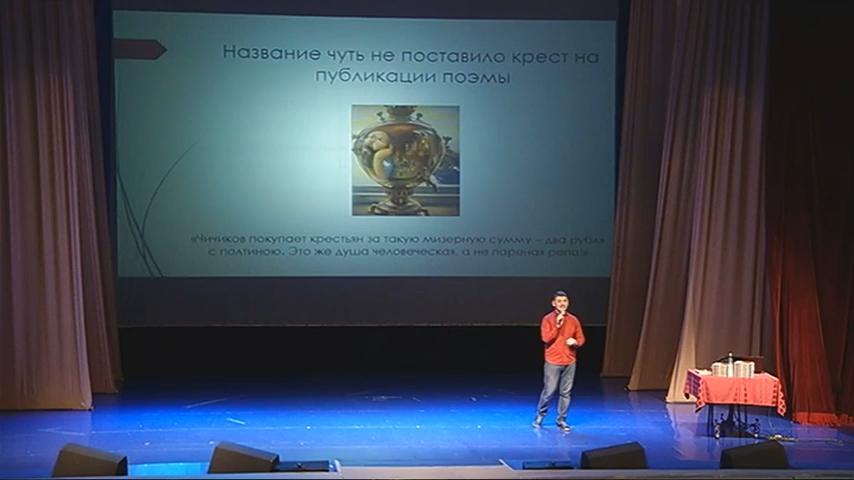 Название чуть не поставило крест на
публикации поэмы
«Чичиков покупает крестьян за такую мизерную сумму – два рубля
с полтиною. Это же душа человеческая, а не пареная репа!»